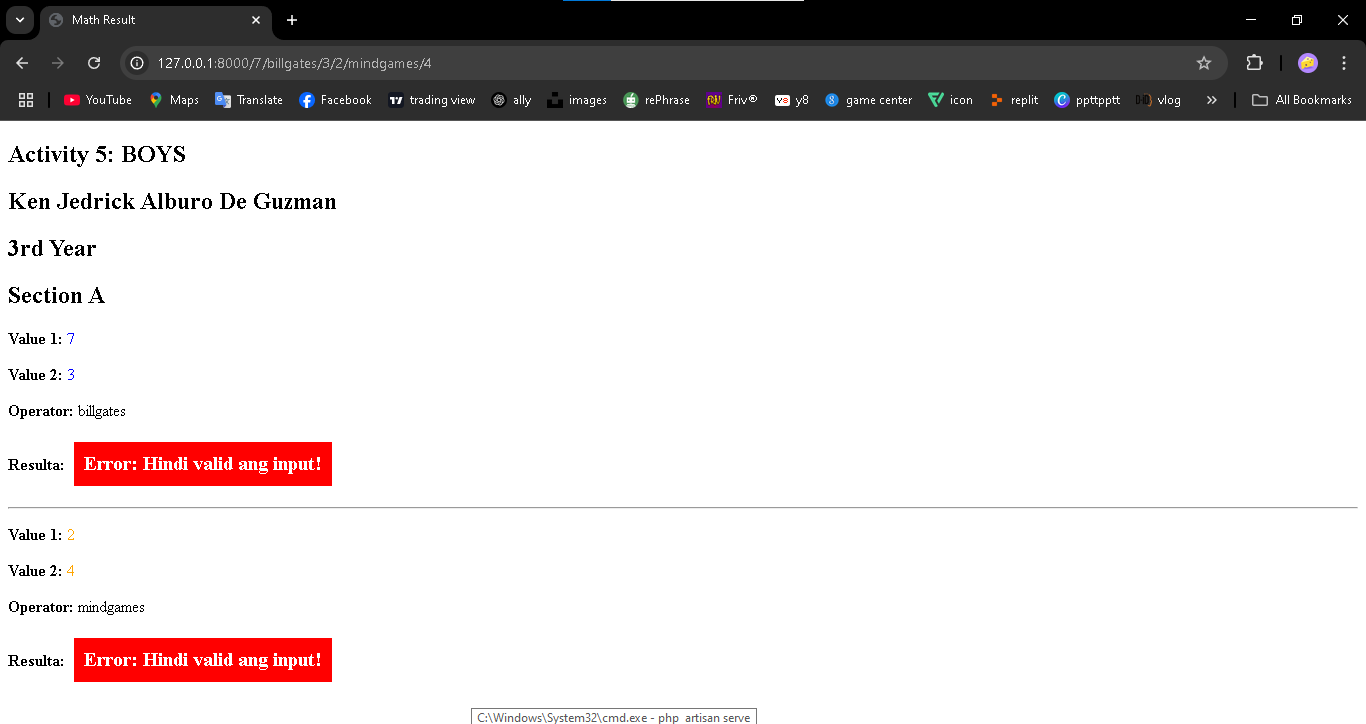 Math Result
127.0.0.1:8000/7/billgates/3/2/mindgames/4
YouTube Maps Translate Facebook trading view ally images rePhrase Friv® y8 game center icon replit ppttpptt vlog » All Bookmarks
Activity 5: BOYS
Ken Jedrick Alburo De Guzman
3rd Year
Section A
Value 1: 7
Value 2: 3
Operator: billgates
Resulta: Error: Hindi valid ang input!
Value 1: 2
Value 2: 4
Operator: mindgames
Resulta: Error: Hindi valid ang input!
C:\Windows\System32\cmd.exe - php artisan serve